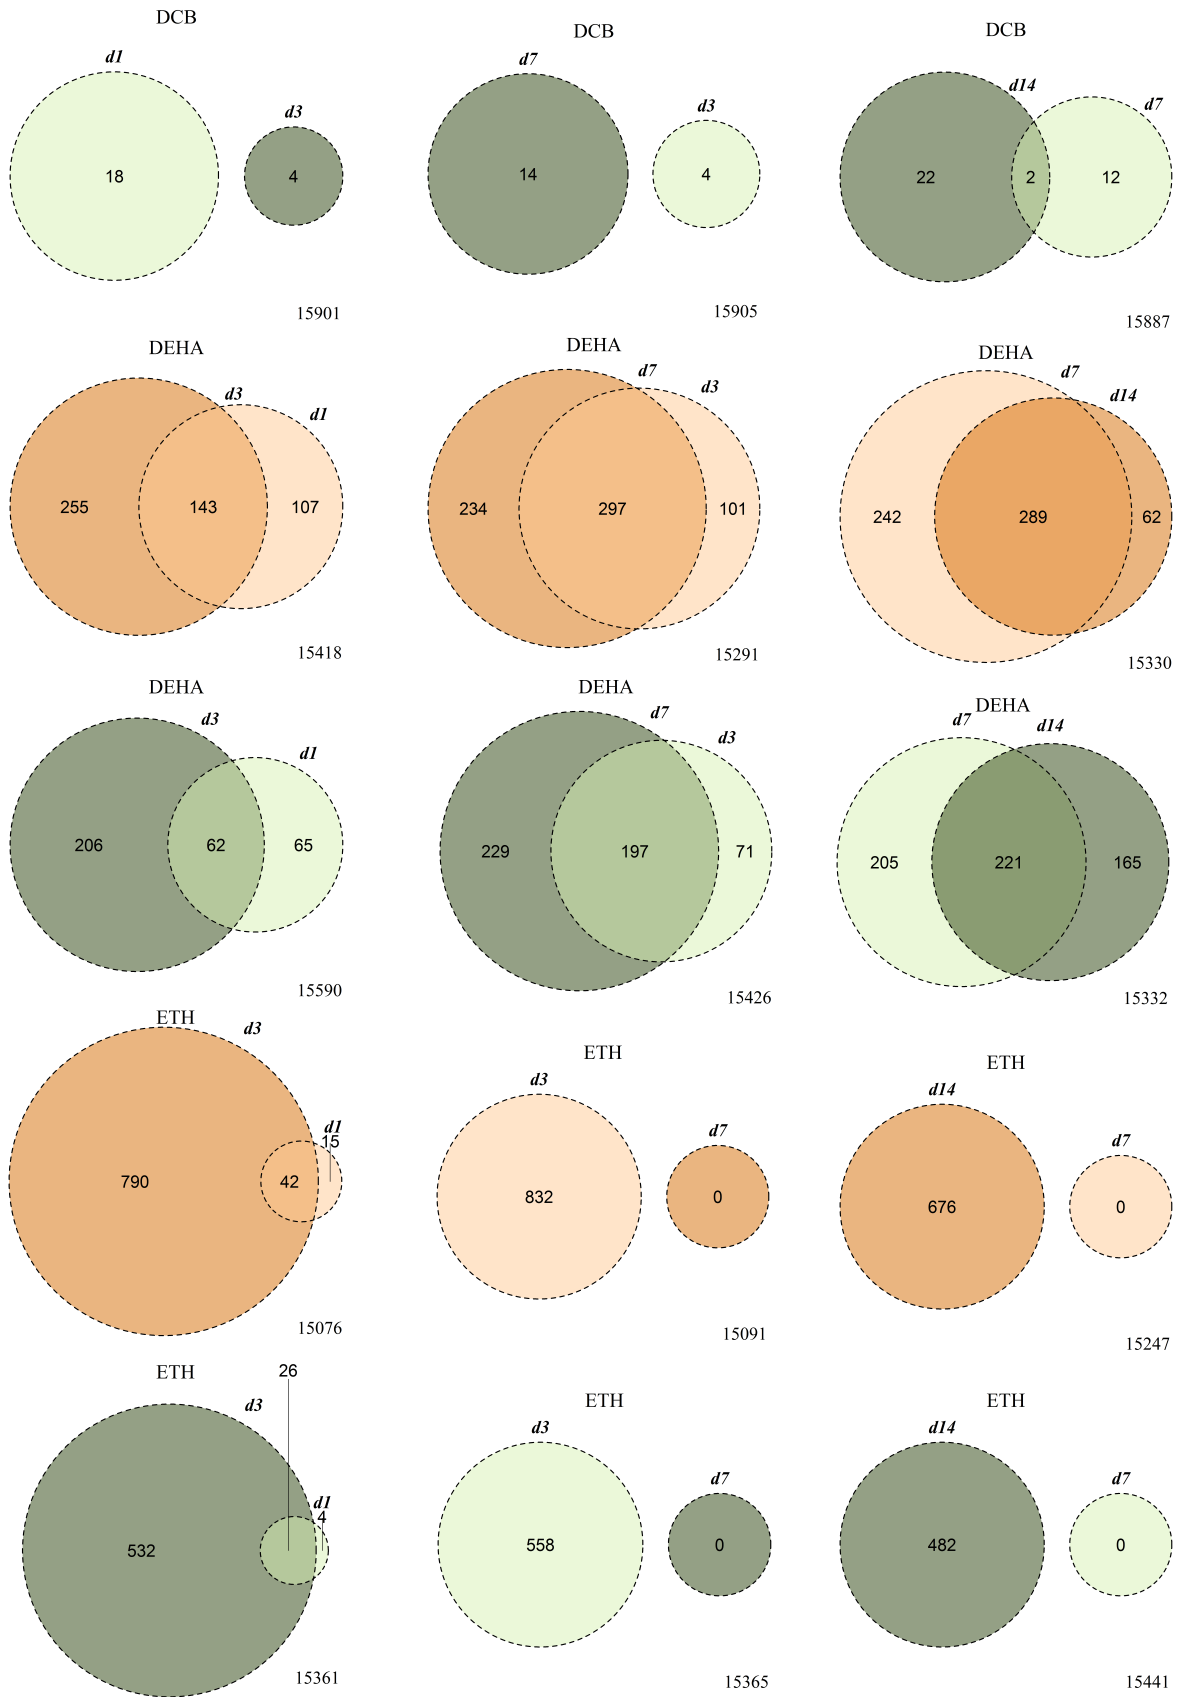 DCB
d1
d3
18
4
15901
DCB
d7
d3
14
4
15905
DCB
d14
d7
22
2
12
15887
DEHA
d3
d1
255
143
107
15418
DEHA
d7
d3
234
297
101
15291
DEHA
d7
d14
242
289
62
15330
DEHA
d3
d1
206
62
65
15590
DEHA
d7
d3
229
197
71
15426
DEHA
d7
d14
205
221
165
15332
ETH
d3
d1
15
790
42
15076
ETH
d3
d7
832
0
15091
ETH
d14
d7
676
0
15247
ETH
26
d3
d1
4
532
15361
ETH
d3
d7
558
0
15365
ETH
d14
d7
482
0
15441